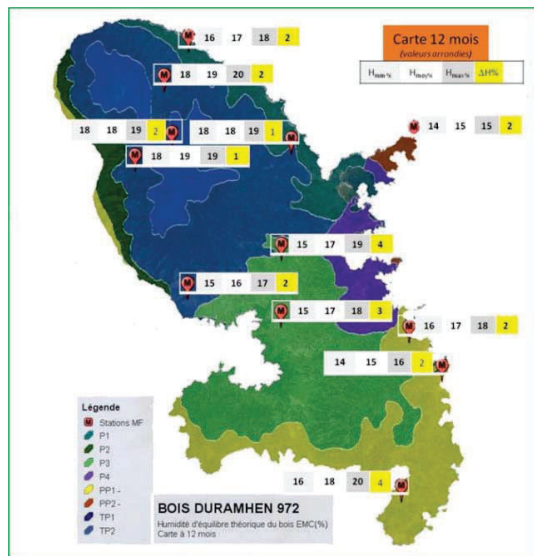 16 17 18 2
Carte 12 mois
(valeurs arrondies)
Hmin% Hmoy% Hmax% ΔH%
18 19 20 2
18 18 19 2
18 18 19 1
14 15 15 2
18 19 19 1
15 17 19 4
15 16 17 2
15 17 18 3
16 17 18 2
14 15 16 2
Légende
Stations MF
P1
P2
P3
P4
PP1 -
PP2 -
TP1
TP2
16 18 20 4
BOIS DURAMHEN 972
Humidité d'équilibre théorique du bois EMC(%)
Carte à 12 mois